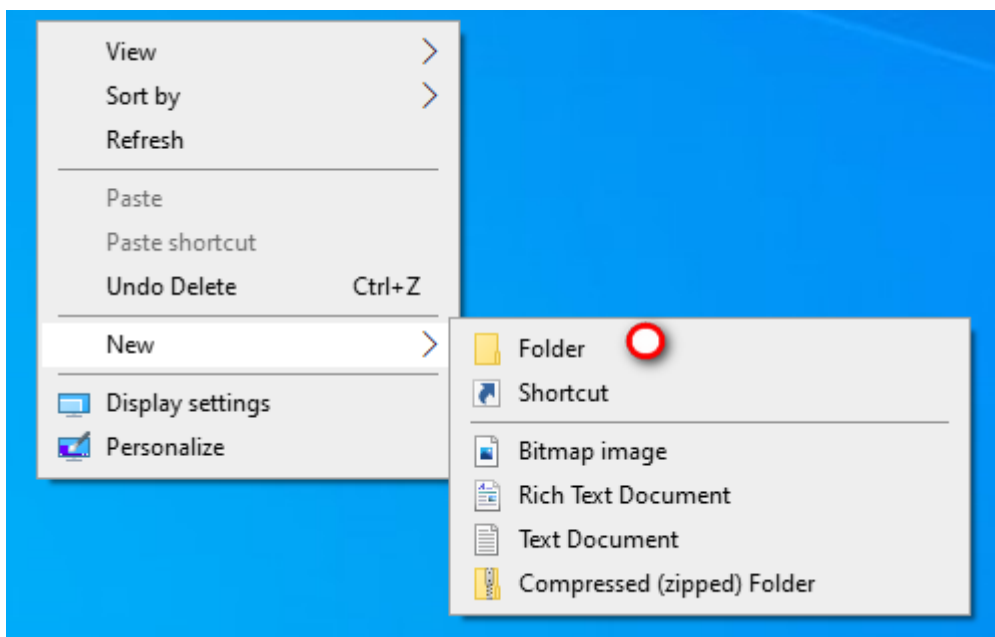 View
Sort by
Refresh
Paste
Paste shortcut
Undo Delete Ctrl+Z
New
Display settings
Personalize
Folder
Shortcut
Bitmap image
Rich Text Document
Text Document
Compressed (zipped) Folder